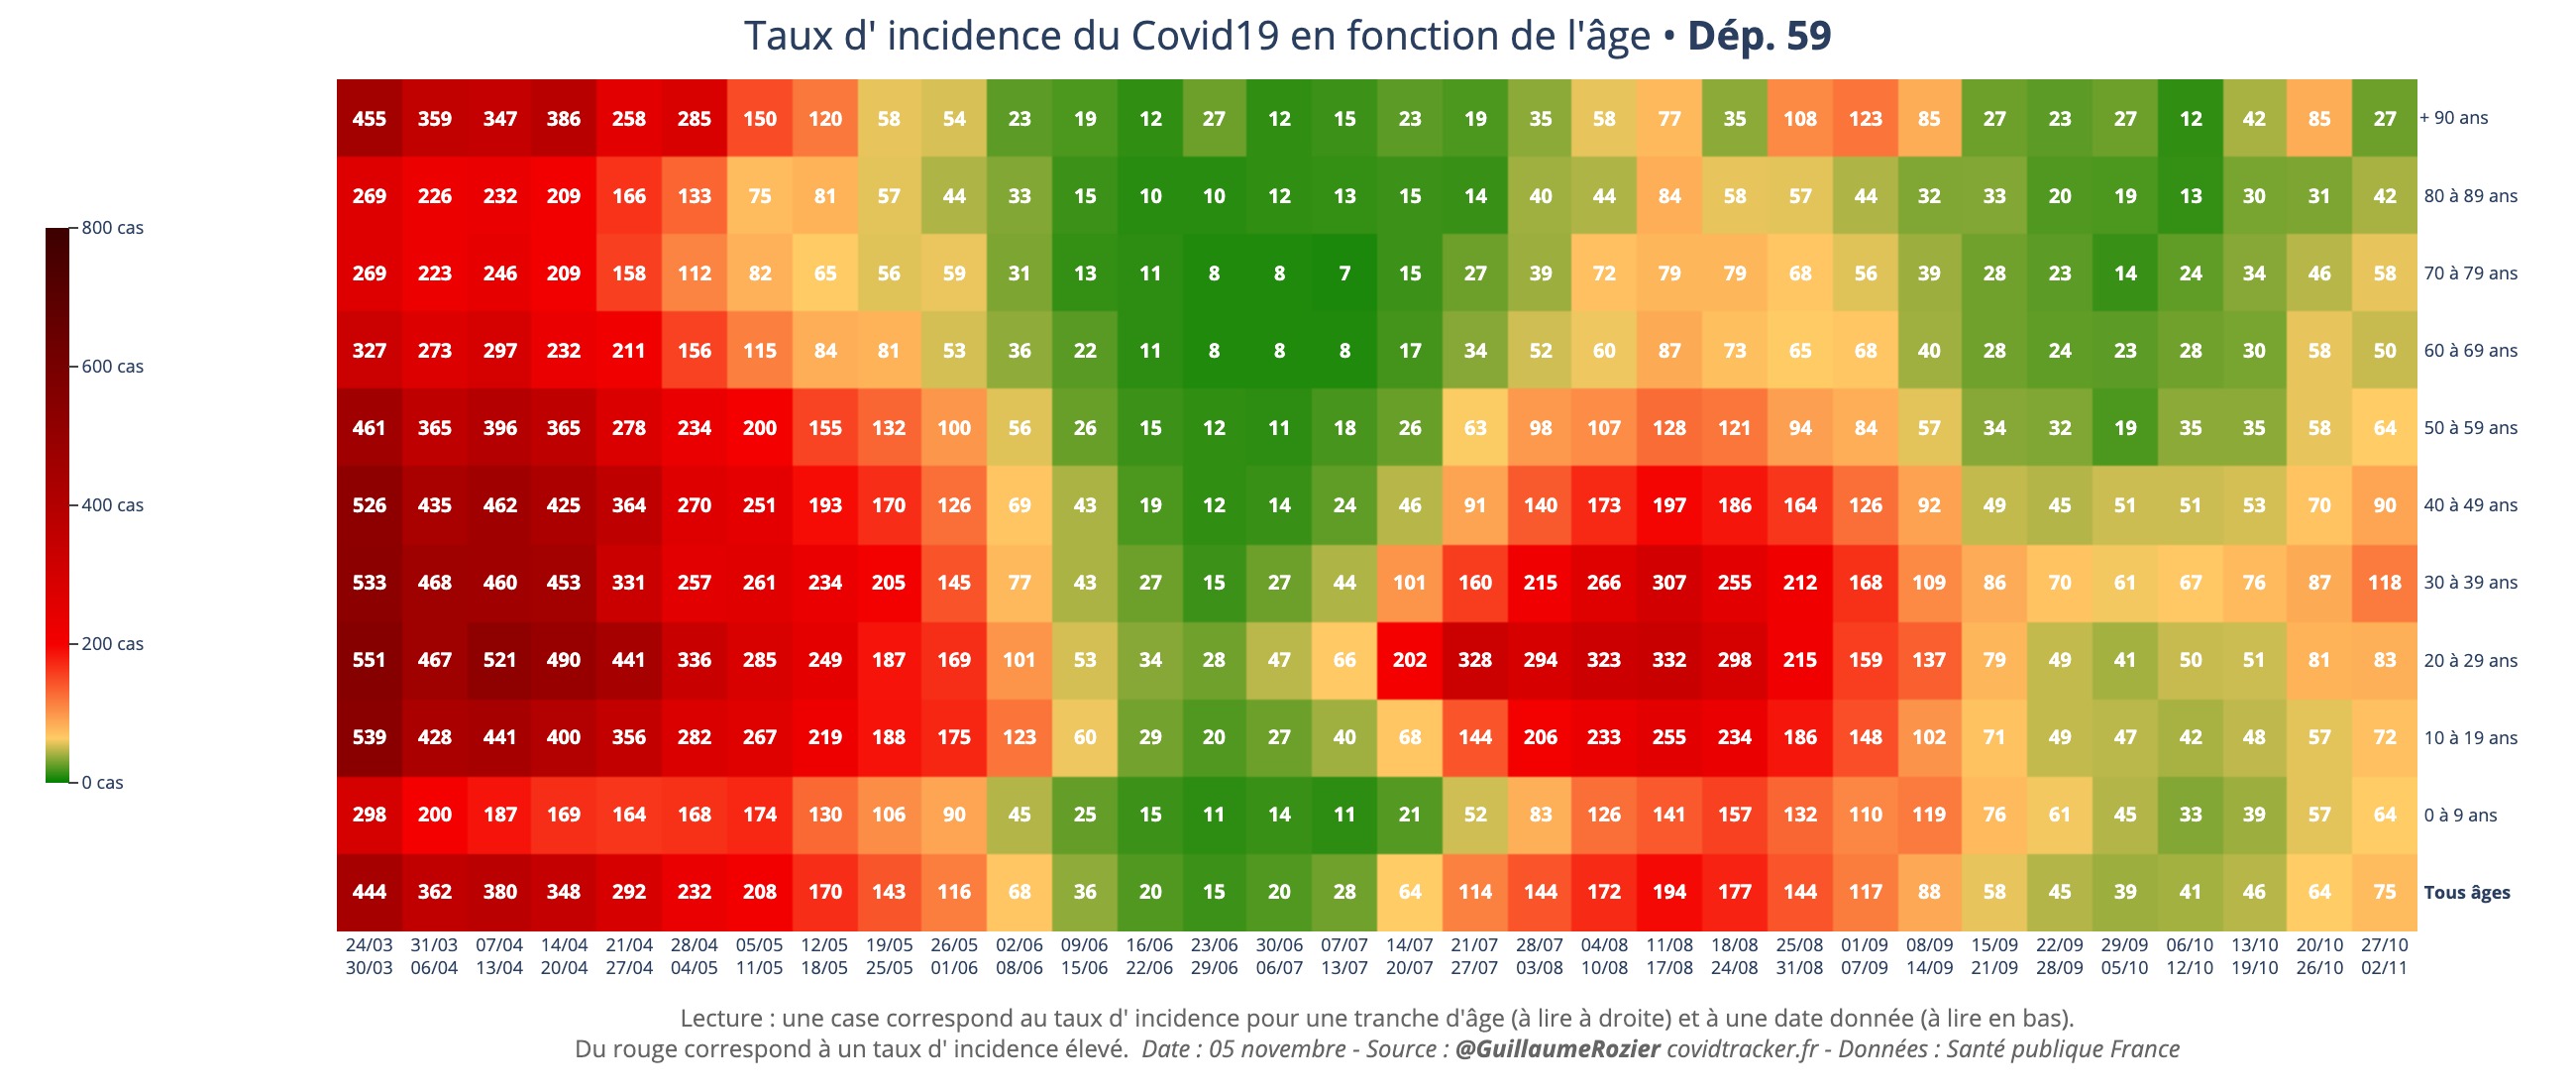 Taux d' incidence du Covid19 en fonction de l'âge • Dép. 59
800 cas
600 cas
400 cas
200 cas
0 cas
455 359 347 386 258 285 150 120 58 54 23 19 12 27 12 15 23 19 35 58 77 35 108 123 85 27 23 27 12 42 85 27 + 90 ans
269 226 232 209 166 133 75 81 57 44 33 15 10 10 12 13 15 14 40 44 84 58 57 44 32 33 20 19 13 30 31 42 80 à 89 ans
269 223 246 209 158 112 82 65 56 59 31 13 11 8 8 7 15 27 39 72 79 79 68 56 39 28 23 14 24 34 46 58 70 à 79 ans
327 273 297 232 211 156 115 84 81 53 36 22 11 8 8 8 17 34 52 60 87 73 65 68 40 28 24 23 28 30 58 50 60 à 69 ans
461 365 396 365 278 234 200 155 132 100 56 26 15 12 11 18 26 63 98 107 128 121 94 84 57 34 32 19 35 35 58 64 50 à 59 ans
526 435 462 425 364 270 251 193 170 126 69 43 19 12 14 24 46 91 140 173 197 186 164 126 92 49 45 51 51 53 70 90 40 à 49 ans
533 468 460 453 331 257 261 234 205 145 77 43 27 15 27 44 101 160 215 266 307 255 212 168 109 86 70 61 67 76 87 118 30 à 39 ans
551 467 521 490 441 336 285 249 187 169 101 53 34 28 47 66 202 328 294 323 332 298 215 159 137 79 49 41 50 51 81 83 20 à 29 ans
539 428 441 400 356 282 267 219 188 175 123 60 29 20 27 40 68 144 206 233 255 234 186 148 102 71 49 47 42 48 57 72 10 à 19 ans
298 200 187 169 164 168 174 130 106 90 45 25 15 11 14 11 21 52 83 126 141 157 132 110 119 76 61 45 33 39 57 64 0 à 9 ans
444 362 380 348 292 232 208 170 143 116 68 36 20 15 20 28 64 114 144 172 194 177 144 117 88 58 45 39 41 46 64 75 Tous âges
24/03 31/03 07/04 14/04 21/04 28/04 05/05 12/05 19/05 26/05 02/06 09/06 16/06 23/06 30/06 07/07 14/07 21/07 28/07 04/08 11/08 18/08 25/08 01/09 08/09 15/09 22/09 29/09 06/10 13/10 20/10 27/10
30/03 06/04 13/04 20/04 27/04 04/05 11/05 18/05 25/05 01/06 08/06 15/06 22/06 29/06 06/07 13/07 20/07 27/07 03/08 10/08 17/08 24/08 31/08 07/09 14/09 21/09 28/09 05/10 12/10 19/10 26/10 02/11
Lecture : une case correspond au taux d' incidence pour une tranche d'âge (à lire à droite) et à une date donnée (à lire en bas).
Du rouge correspond à un taux d' incidence élevé. Date : 05 novembre - Source : @GuillaumeRozier covidtracker.fr - Données : Santé publique France